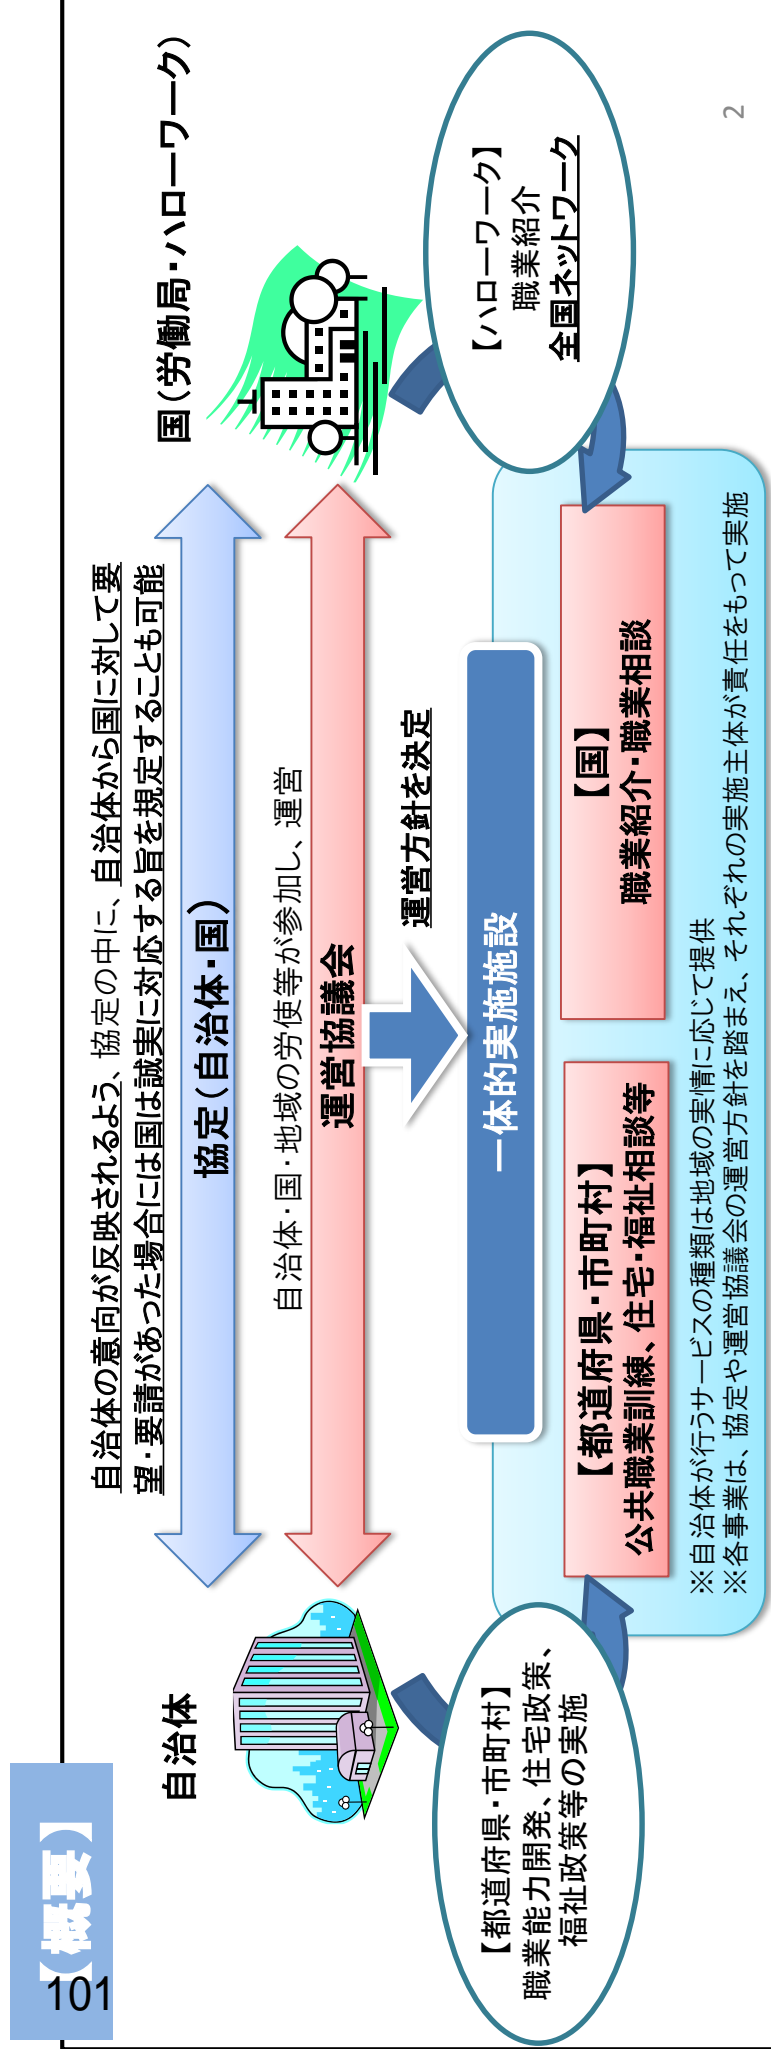 【概要】
101
自治体の意向が反映されるよう、協定の中に、自治体から国に対して要
望・要請があった場合には国は誠実に対応する旨を規定することも可能
自治体
国（労働局・ハローワーク）
協定（自治体・国）
自治体・国・地域の労使等が参加し、運営
運営協議会
運営方針を決定
一体的実施施設
【都道府県・市町村】
職業能力開発、住宅政策、
福祉政策等の実施
【ハローワーク】
職業紹介
全国ネットワーク
【都道府県・市町村】
公共職業訓練、住宅・福祉相談等
【国】
職業紹介・職業相談
※自治体が行うサービスの種類は地域の実情に応じて提供
※各事業は、協定や運営協議会の運営方針を踏まえ、それぞれの実施主体が責任をもって実施
2